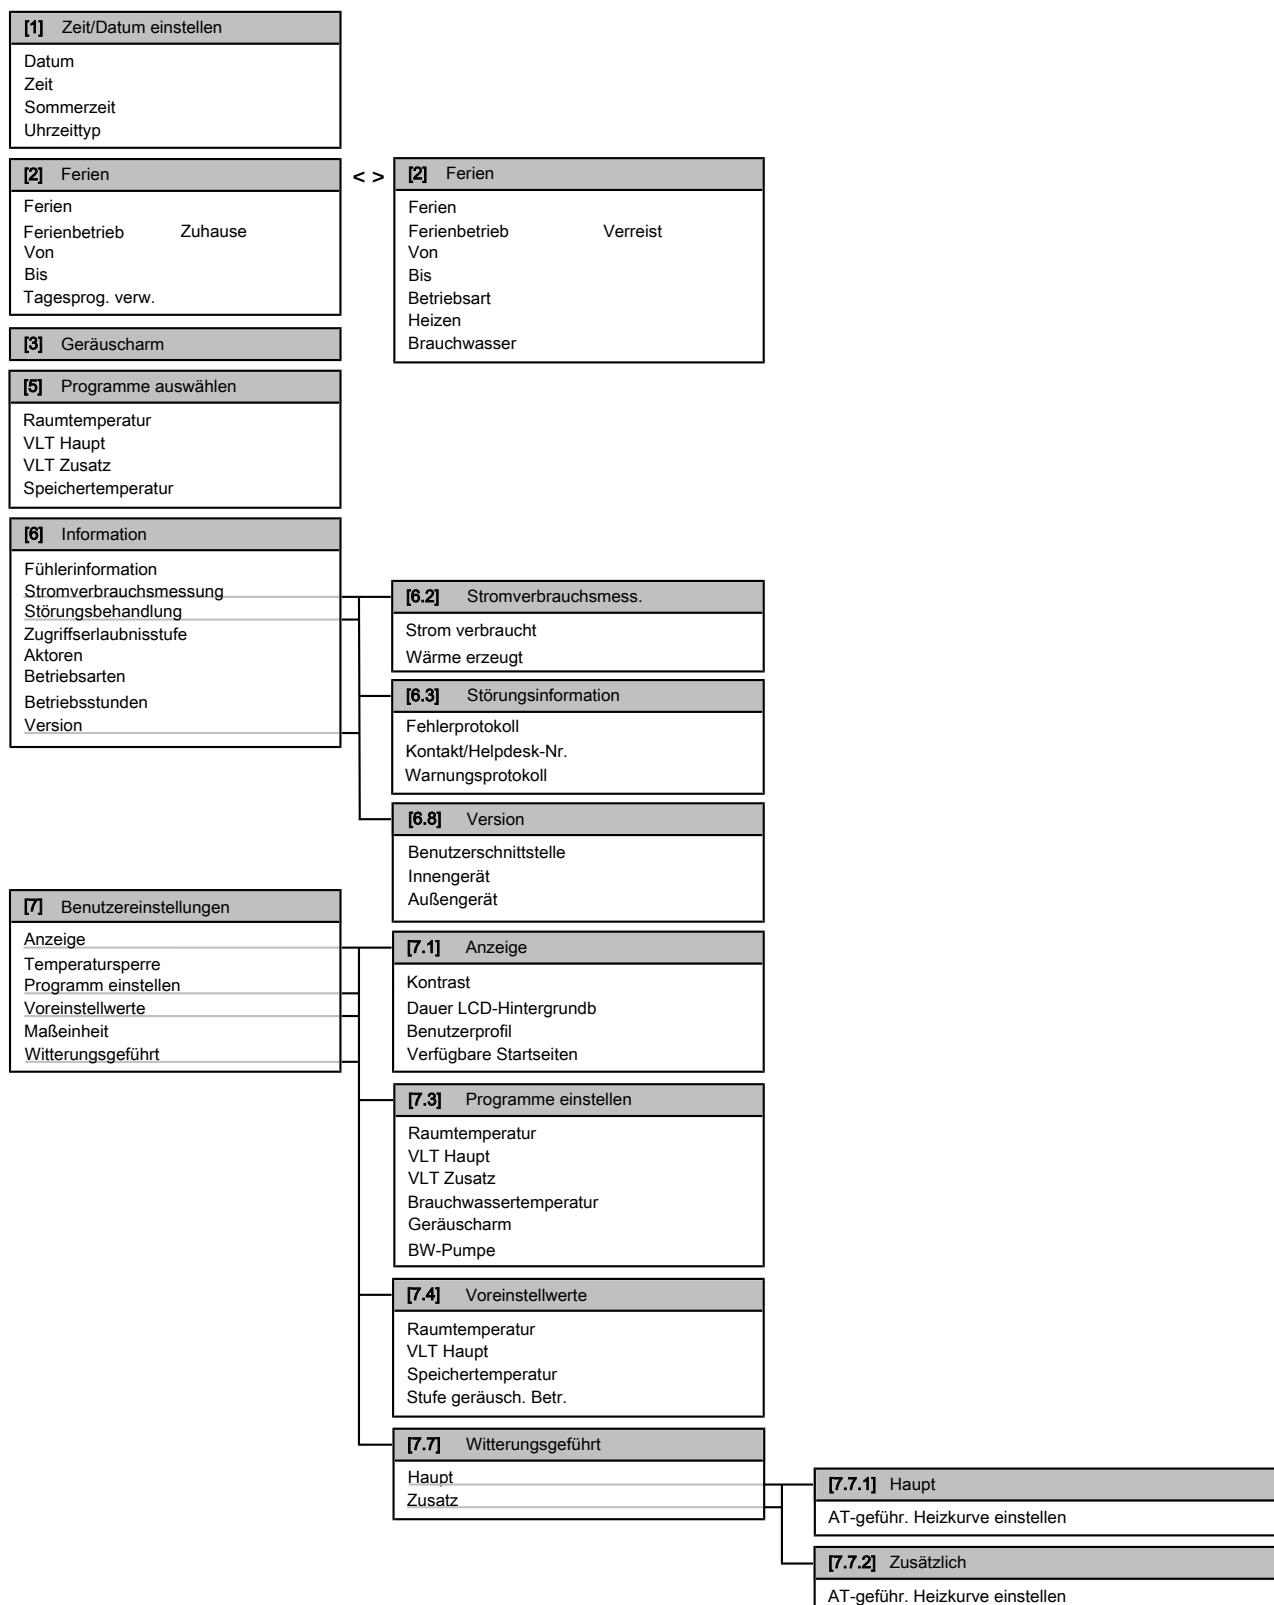 [1] Zeit/Datum einstellen
Datum
Zeit
Sommerzeit
Uhrzeittyp
[2] Ferien
Ferien
Ferienbetrieb Zuhause
Von
Bis
Tagesprog. verw.
< >
[2] Ferien
Ferien
Ferienbetrieb Verreist
Von
Bis
Betriebsart
Heizen
Brauchwasser
[3] Geräuscharm
[5] Programme auswählen
Raumtemperatur
VLT Haupt
VLT Zusatz
Speichertemperatur
[6] Information
Fühlerinformation
Stromverbrauchsmessung
Störungsbehandlung
Zugriffserlaubnisstufe
Aktoren
Betriebsarten
Betriebsstunden
Version
[6.2] Stromverbrauchsmess.
Strom verbraucht
Wärme erzeugt
[6.3] Störungsinformation
Fehlerprotokoll
Kontakt/Helpdesk-Nr.
Warnungsprotokoll
[6.8] Version
Benutzerschnittstelle
Innengerät
Außengerät
[7] Benutzereinstellungen
Anzeige
Temperatursperre
Programm einstellen
Voreinstellwerte
Maßeinheit
Witterungsgeführt
[7.1] Anzeige
Kontrast
Dauer LCD-Hintergrundb
Benutzerprofil
Verfügbare Startseiten
[7.3] Programme einstellen
Raumtemperatur
VLT Haupt
VLT Zusatz
Brauchwassertemperatur
Geräuscharm
BW-Pumpe
[7.4] Voreinstellwerte
Raumtemperatur
VLT Haupt
Speichertemperatur
Stufe geräusch. Betr.
[7.7] Witterungsgeführt
Haupt
Zusatz
[7.7.1] Haupt
AT-geführ. Heizkurve einstellen
[7.7.2] Zusätzlich
AT-geführ. Heizkurve einstellen